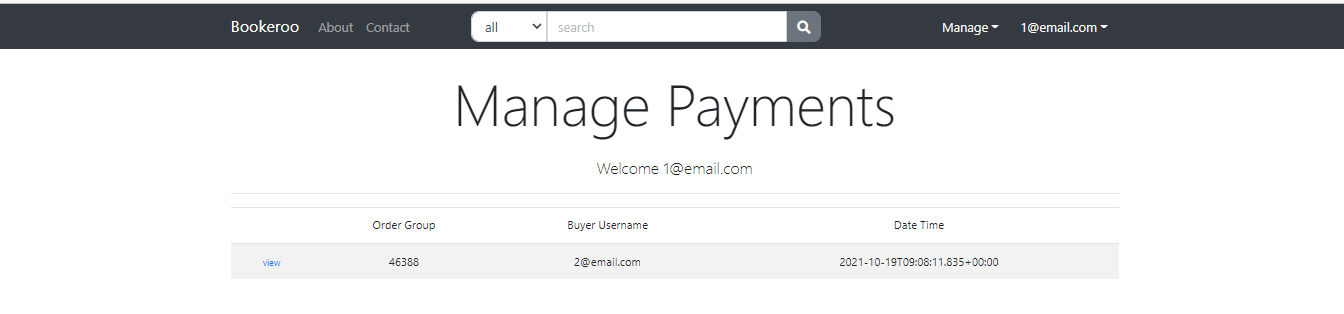 Bookeroo About Contact all search Manage 1@email.com
Manage Payments
Welcome 1@email.com
Order Group Buyer Username Date Time
view 46388 2@email.com 2021-10-19T09:08:11.835+00:00